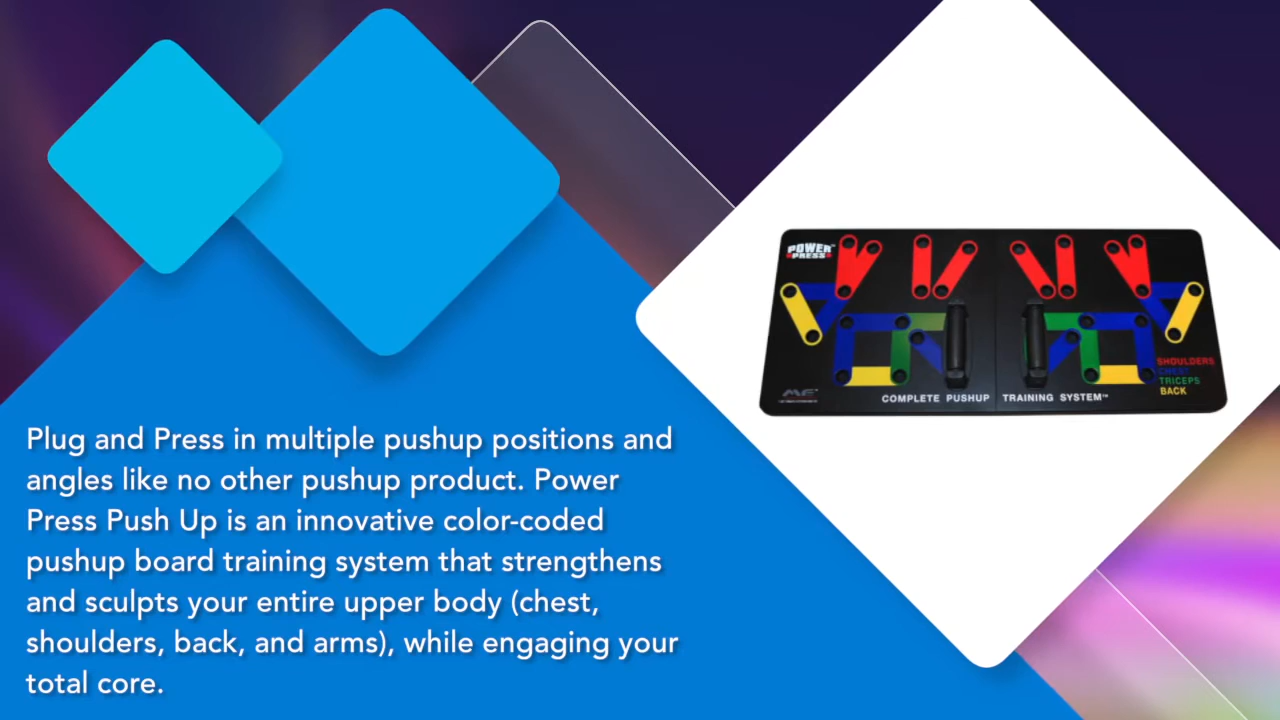 Plug and Press in multiple pushup positions and
angles like no other pushup product. Power
Press Push Up is an innovative color-coded
pushup board training system that strengthens
and sculpts your entire upper body (chest,
shoulders, back, and arms), while engaging your
total core.
POWER
PRESS™
SHOULDERS
CHEST
TRICEPS
BACK
COMPLETE PUSHUP TRAINING SYSTEM™